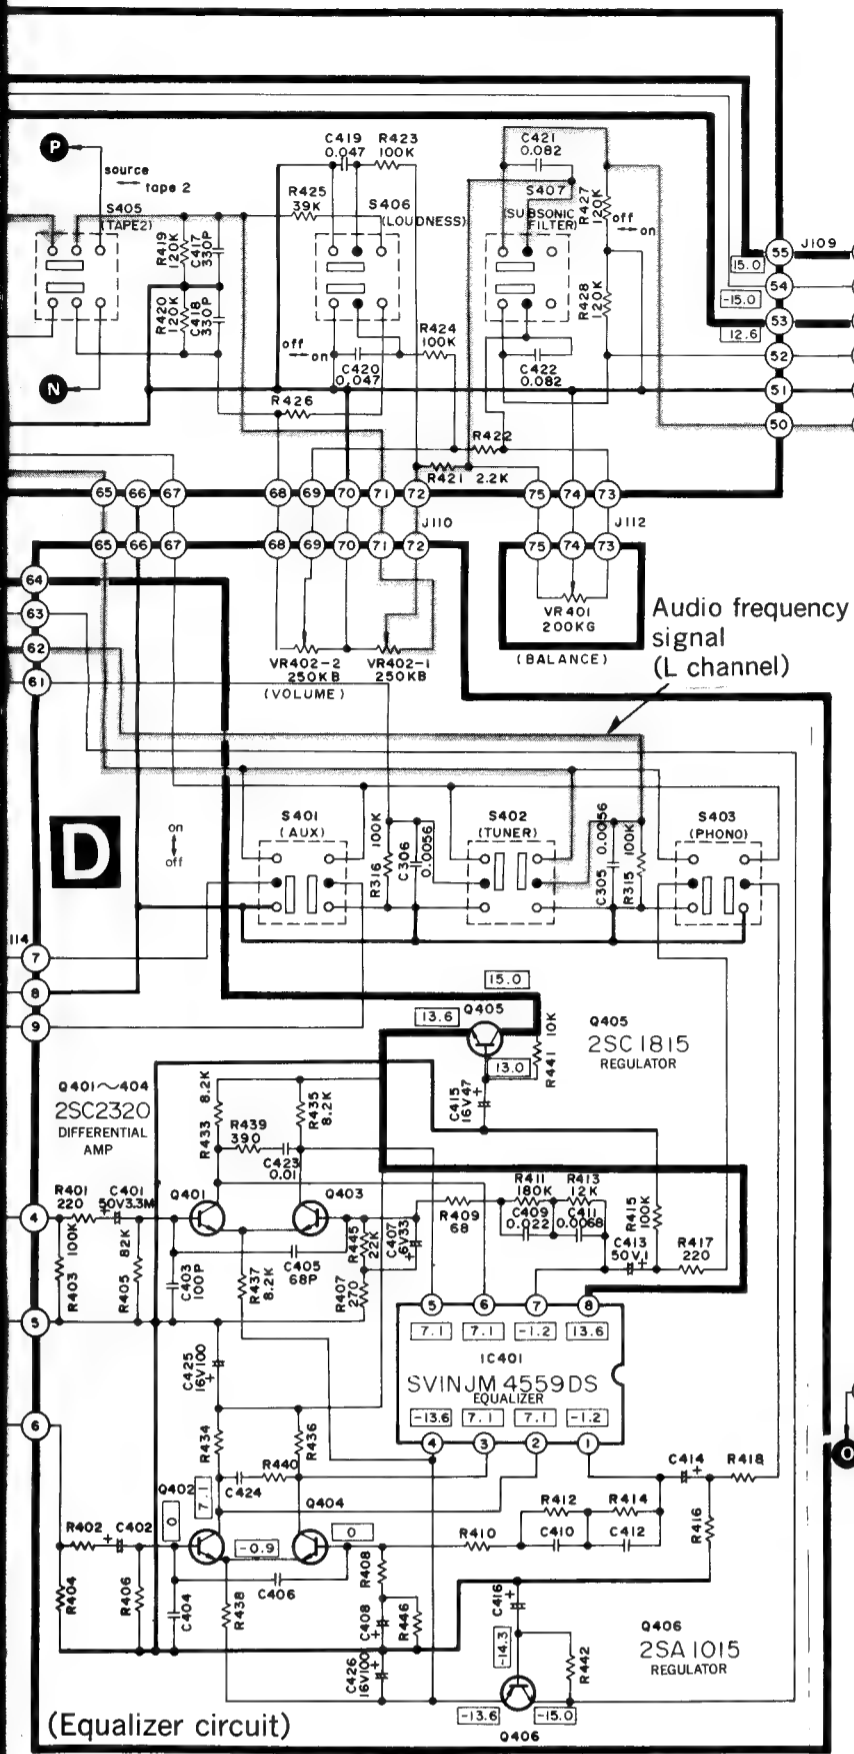 P
source
tape 2
S405
(TAPE2)
R419
120K
C417
330P
R420
120K
C418
330P
N
C419
0.047
R423
100K
R425
39K
S406
(LOUDNESS)
off
on
C420
0.047
R424
100K
R426
C421
0.082
S407
(SUBSONIC
FILTER)
R427
120K
off
on
R428
120K
C422
0.082
R422
R421 2.2K
15.0
-15.0
12.6
J109
55
54
53
52
51
50
65 66 67 68 69 70 71 72 75 74 73
J110
J112
65 66 67 68 69 70 71 72 75 74 73
64
63
62
61
VR402-2
250KB
VR402-1
250KB
(VOLUME)
VR401
200KG
(BALANCE)
Audio frequency
signal
(L channel)
D
on
off
S401
(AUX)
R316 100K
C306
0.0056
S402
(TUNER)
C305 0.0056
R315 100K
S403
(PHONO)
114
7
8
9
15.0
13.6
Q405
13.0
R441 10K
C415
16V47
Q405
2SC1815
REGULATOR
Q401~404
2SC2320
DIFFERENTIAL
AMP
R433 8.2K
R439
390
C423
0.01
R435
8.2K
R401
220
C401
50V3.3M
Q401
Q403
4
R403 100K
R405 82K
C403
100P
R437
8.2K
C405
68P
R445
22K
C407
6V33
R407
270
R409
68
R411
180K
R413
12K
C409
0.022
C411
0.0068
R415
100K
C413
50V1
R417
220
5
5 6 7 8
7.1 7.1 -1.2 13.6
IC401
SVINJM4559DS
EQUALIZER
-13.6 7.1 7.1 -1.2
4 3 2 1
C425
16V100
6
R434
R436
R440
C424
Q402
7.1
0
Q404
0
-0.9
R402
C402
R404
R406
C404
R438
C406
R408
C408
R446
C426
16V100
R410
R412
R414
C410
C412
C414
R418
R416
C416
-14.3
R442
Q406
2SA1015
REGULATOR
-13.6
-15.0
Q406
O
(Equalizer circuit)